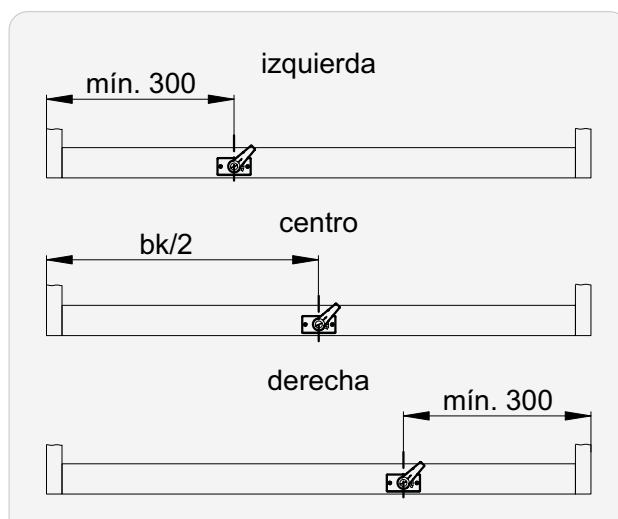 izquierda
mín. 300
centro
bk/2
derecha
mín. 300